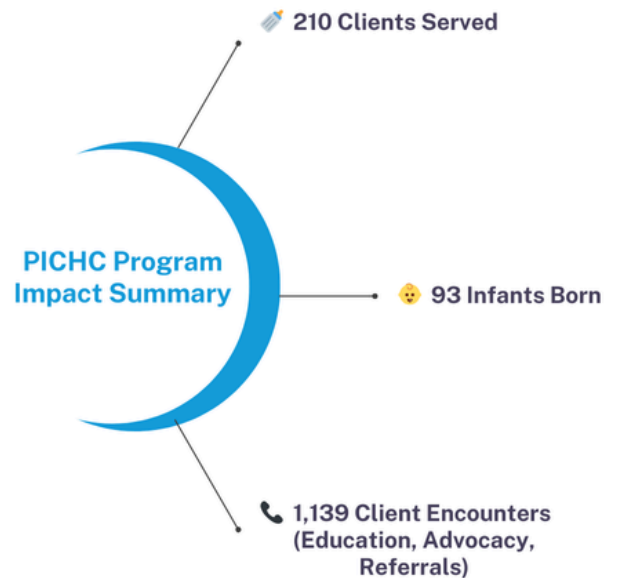 210 Clients Served
PICHC Program
Impact Summary
93 Infants Born
1,139 Client Encounters
(Education, Advocacy,
Referrals)